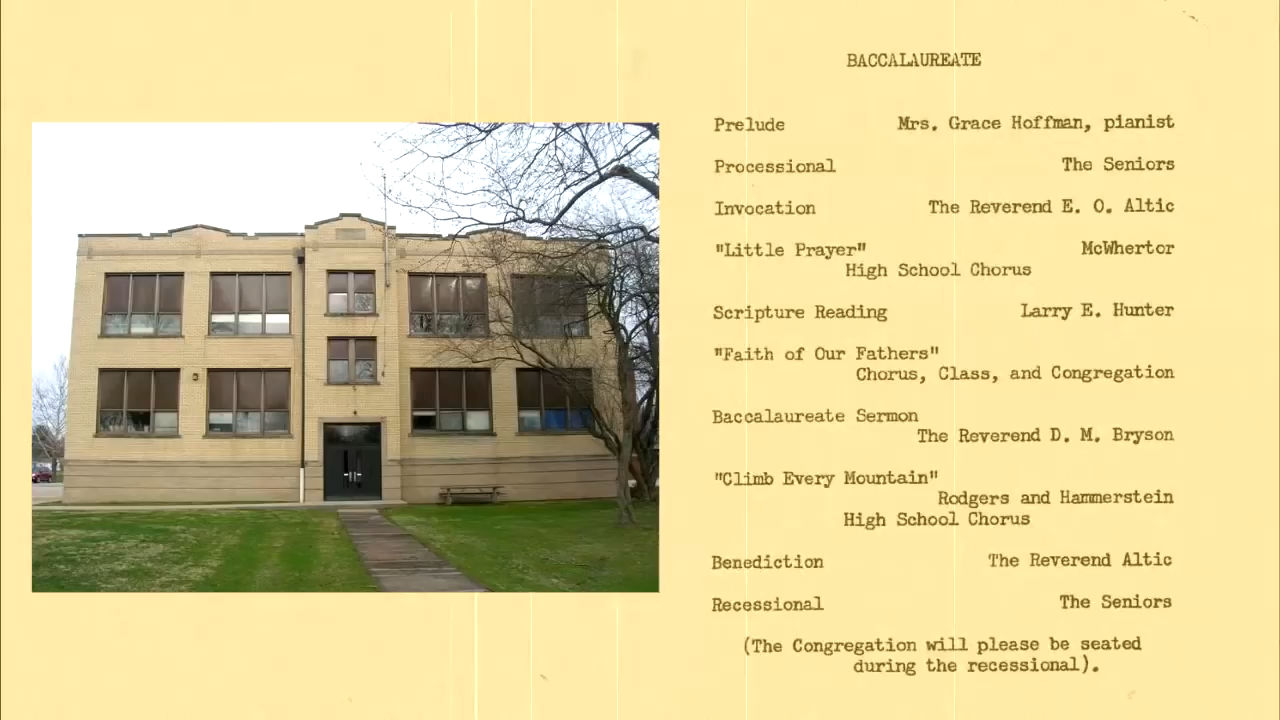 BACCALAUREATE
Prelude Mrs. Grace Hoffman, pianist
Processional The Seniors
Invocation The Reverend E. O. Altic
"Little Prayer" McWhertor
High School Chorus
Scripture Reading Larry E. Hunter
"Faith of Our Fathers"
Chorus, Class, and Congregation
Baccalaureate Sermon
The Reverend D. M. Bryson
"Climb Every Mountain"
Rodgers and Hammerstein
High School Chorus
Benediction The Reverend Altic
Recessional The Seniors
(The Congregation will please be seated
during the recessional).